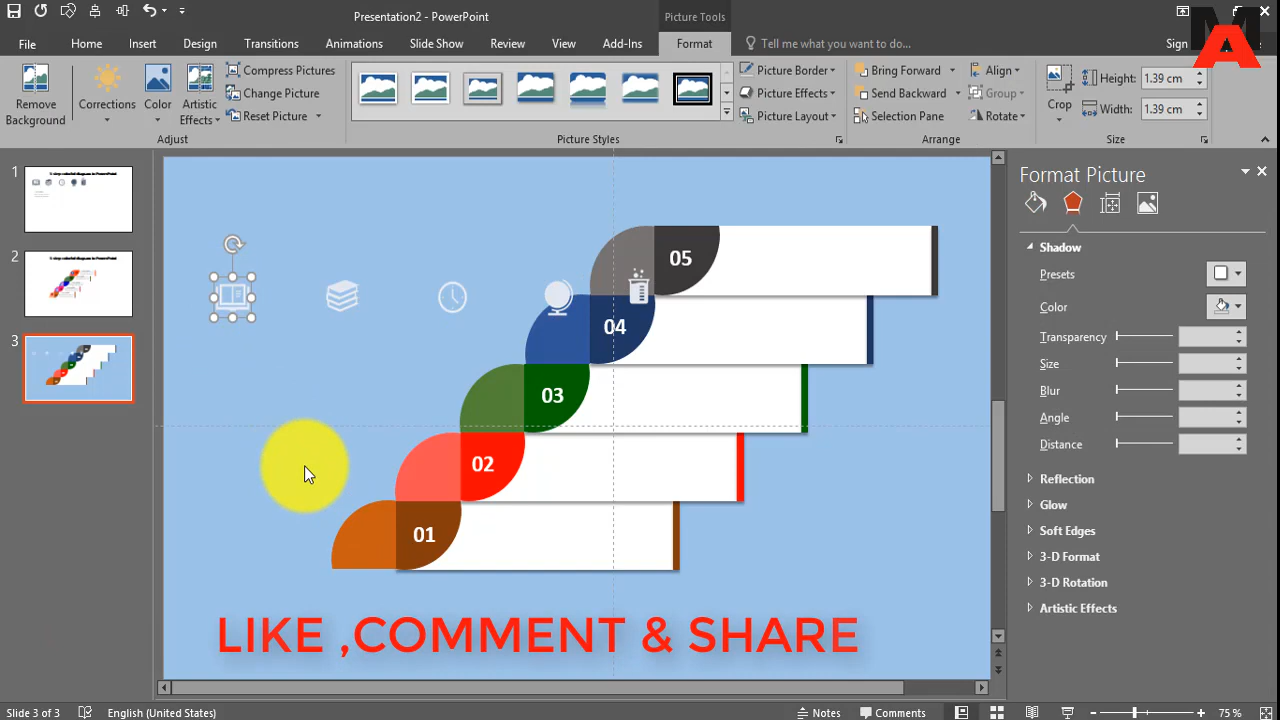 Presentation2 - PowerPoint
Picture Tools
File
Home
Insert
Design
Transitions
Animations
Slide Show
Review
View
Add-Ins
Format
Tell me what you want to do...
Sign
Remove
Background
Corrections
Color
Artistic
Effects
Compress Pictures
Change Picture
Reset Picture
Adjust
Picture Styles
Picture Border
Picture Effects
Picture Layout
Bring Forward
Send Backward
Selection Pane
Align
Group
Rotate
Arrange
Crop
Height:
1.39 cm
Width:
1.39 cm
Size
1
2
3
05
04
03
02
01
LIKE ,COMMENT & SHARE
Format Picture
Shadow
Presets
Color
Transparency
Size
Blur
Angle
Distance
Reflection
Glow
Soft Edges
3-D Format
3-D Rotation
Artistic Effects
Slide 3 of 3
English (United States)
Notes
Comments
75 %